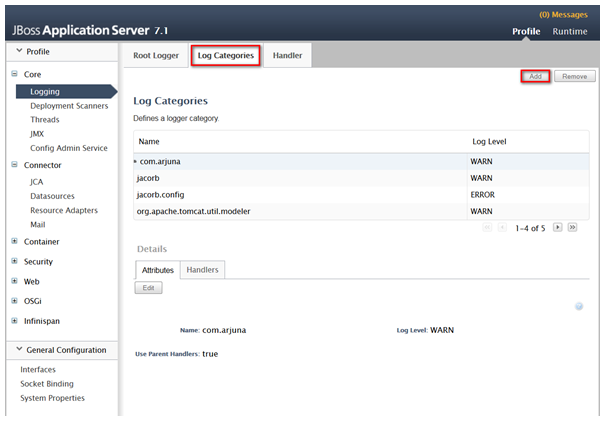 (0) Messages
JBoss Application Server 7.1
Profile Runtime
Profile
Core
Logging
Deployment Scanners
Threads
JMX
Config Admin Service
Connector
JCA
Datasources
Resource Adapters
Mail
Container
Security
Web
OSGi
Infinispan
General Configuration
Interfaces
Socket Binding
System Properties
Root Logger Log Categories Handler
Add Remove
Log Categories
Defines a logger category.
Name Log Level
com.arjuna WARN
jacorb WARN
jacorb.config ERROR
org.apache.tomcat.util.modeler WARN
1-4 of 5
Details
Attributes Handlers
Edit
Name: com.arjuna Log Level: WARN
Use Parent Handlers: true